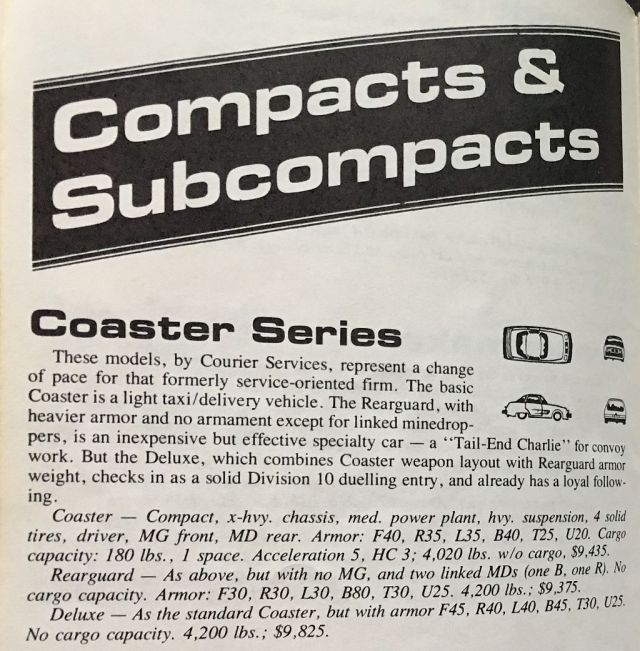 Compacts &
Subcompacts
Coaster Series
These models, by Courier Services, represent a change
of pace for that formerly service-oriented firm. The basic
Coaster is a light taxi/delivery vehicle. The Rearguard, with
heavier armor and no armament except for linked minedrop-
pers, is an inexpensive but effective specialty car — a “Tail-End Charlie” for convoy
work. But the Deluxe, which combines Coaster weapon layout with Rearguard armor
weight, checks in as a solid Division 10 duelling entry, and already has a loyal follow-
ing.
Coaster — Compact, x-hvy. chassis, med. power plant, hvy. suspension, 4 solid
tires, driver, MG front, MD rear. Armor: F40, R35, L35, B40, T25, U20. Cargo
capacity: 180 lbs., 1 space. Acceleration 5, HC 3; 4,020 lbs. w/o cargo, $9,435.
Rearguard — As above, but with no MG, and two linked MDs (one B, one R). No
cargo capacity. Armor: F30, R30, L30, B80, T30, U25. 4,200 lbs.; $9,375.
Deluxe — As the standard Coaster, but with armor F45, R40, L40, B45, T30, U25.
No cargo capacity. 4,200 lbs.; $9,825.